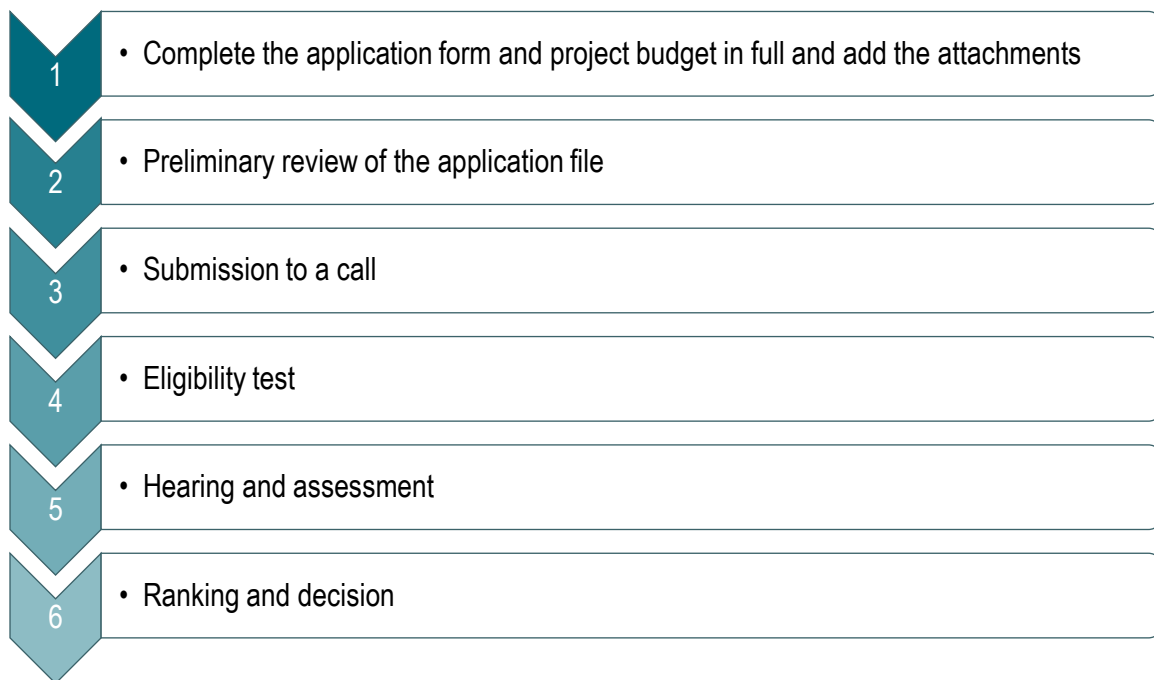 1
• Complete the application form and project budget in full and add the attachments
2
• Preliminary review of the application file
3
• Submission to a call
4
• Eligibility test
5
• Hearing and assessment
6
• Ranking and decision